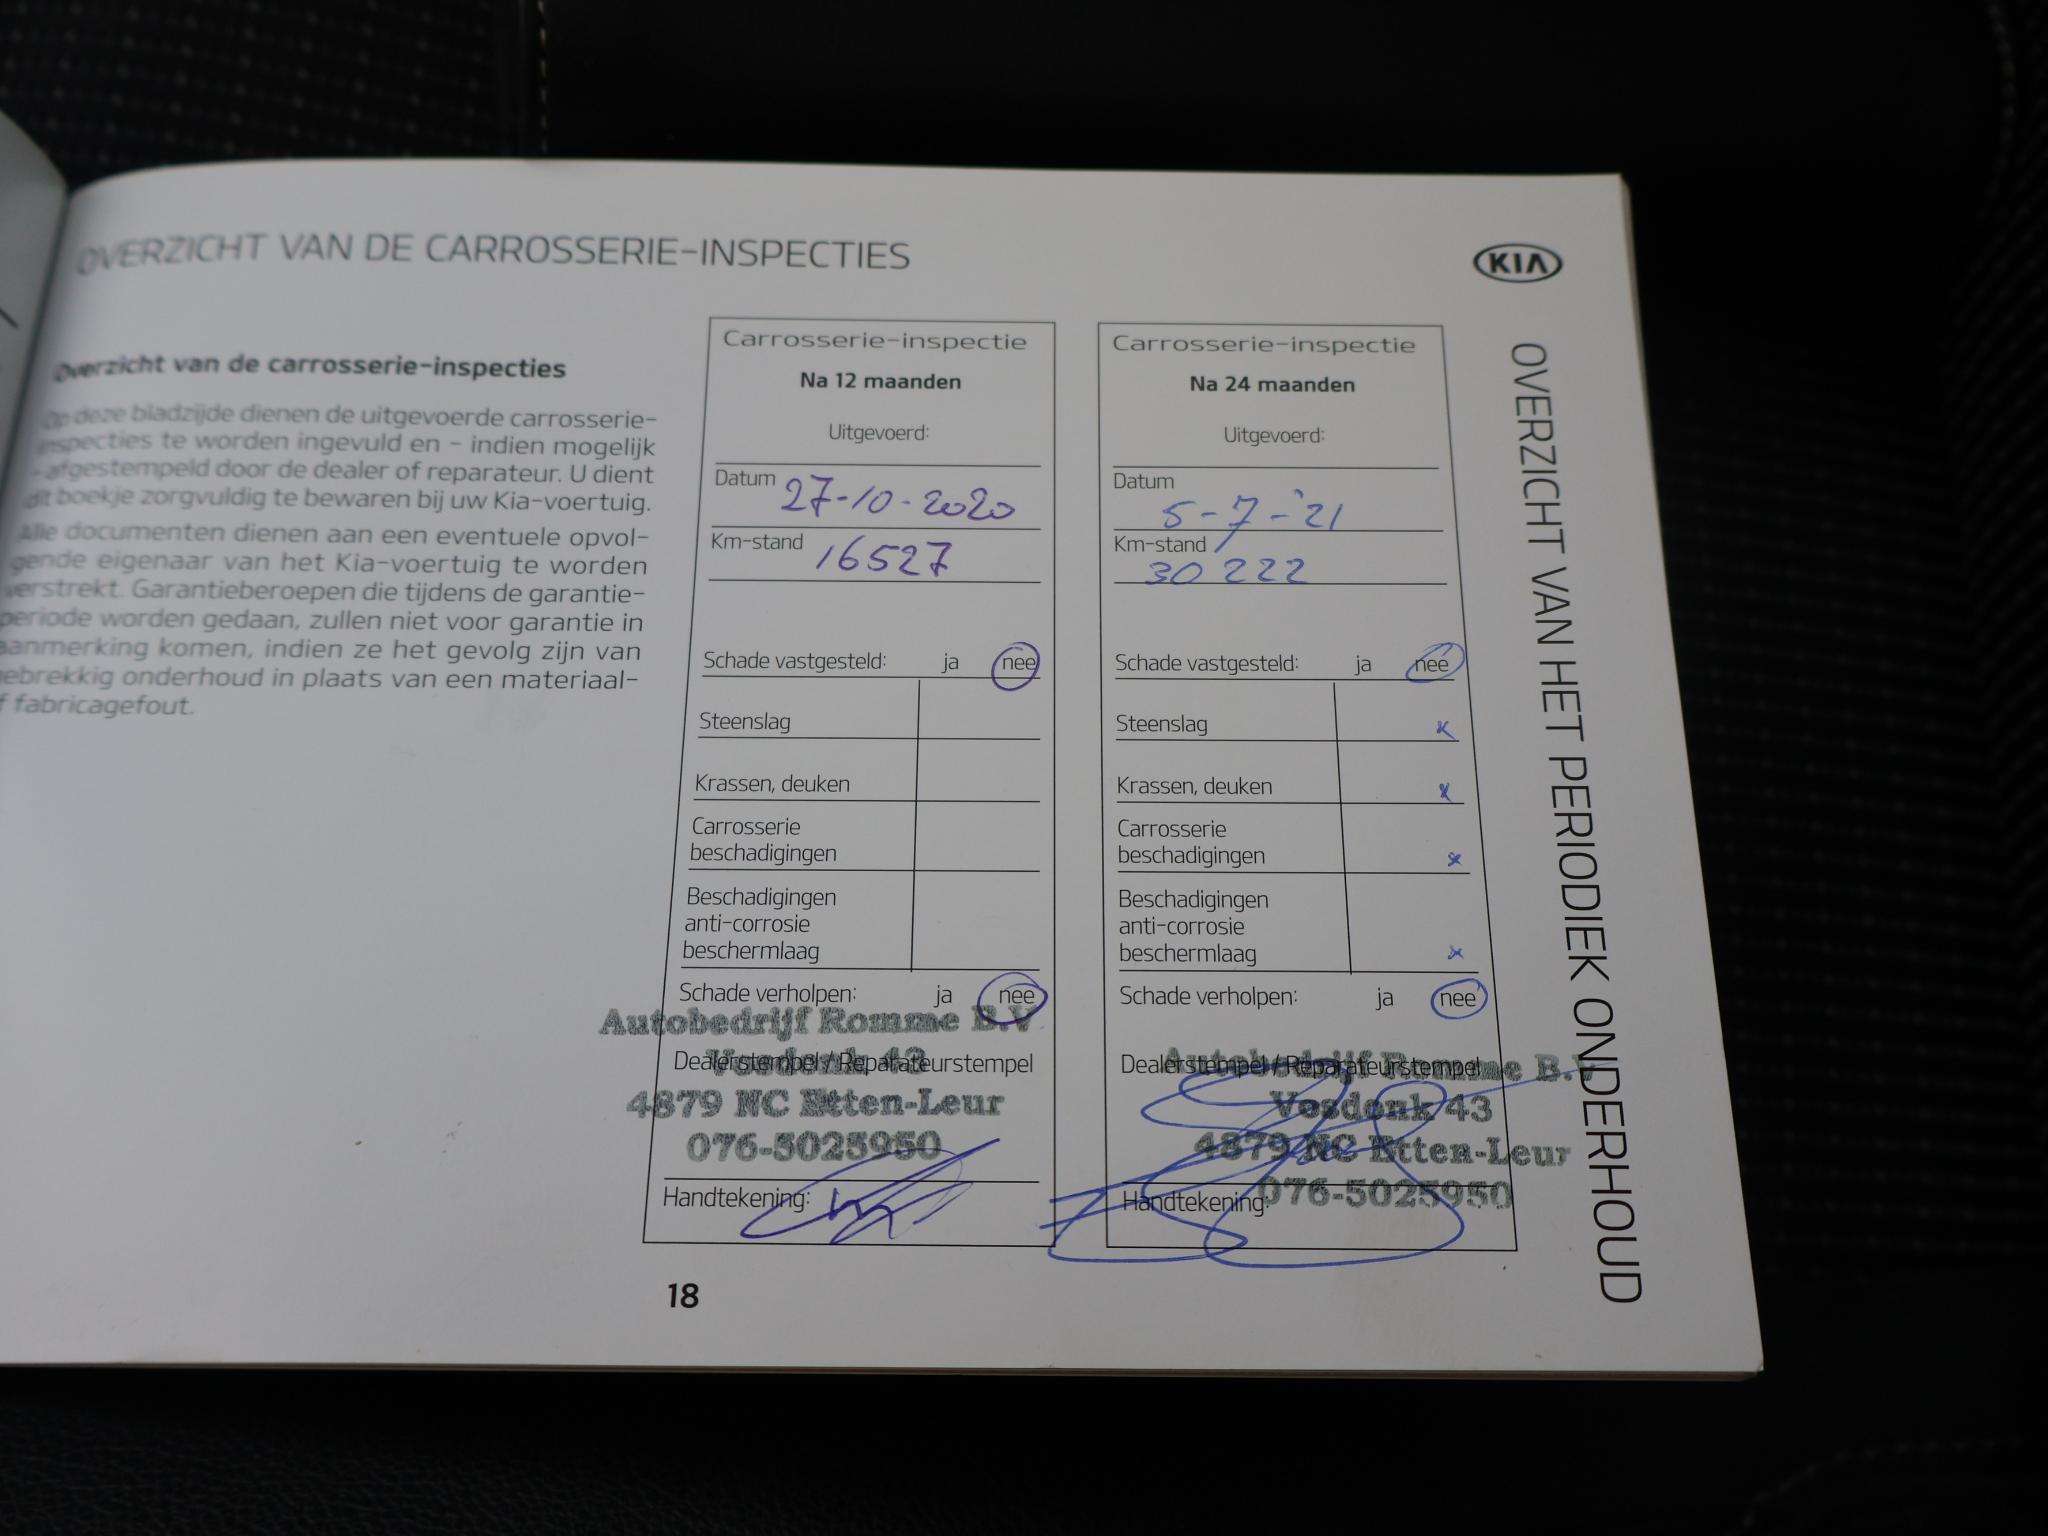 OVERZICHT VAN DE CARROSSERIE-INSPECTIES
KIA
Overzicht van de carrosserie-inspecties
Op deze bladzijde dienen de uitgevoerde carrosserie-
inspecties te worden ingevuld en - indien mogelijk
- afgestempeld door de dealer of reparateur. U dient
dit boekje zorgvuldig te bewaren bij uw Kia-voertuig.
Alle documenten dienen aan een eventuele opvol-
gende eigenaar van het Kia-voertuig te worden
verstrekt. Garantieberoepen die tijdens de garantie-
periode worden gedaan, zullen niet voor garantie in
aanmerking komen, indien ze het gevolg zijn van
gebrekkig onderhoud in plaats van een materiaal-
f fabricagefout.
Carrosserie-inspectie
Na 12 maanden
Uitgevoerd:
Datum 27-10-2020
Km-stand 16527
Schade vastgesteld: ja nee
Steenslag
Krassen, deuken
Carrosserie
beschadigingen
Beschadigingen
anti-corrosie
beschermlaag
Schade verholpen: ja nee
Autobedrijf Romme B.V
Dealerstempel / Reparateurstempel
Vosdonk 43
4879 NC Etten-Leur
076-5025950
Handtekening:
Carrosserie-inspectie
Na 24 maanden
Uitgevoerd:
Datum
5-7-'21
Km-stand
30 222
Schade vastgesteld: ja nee
Steenslag x
Krassen, deuken x
Carrosserie
beschadigingen x
Beschadigingen
anti-corrosie
beschermlaag x
Schade verholpen: ja nee
Dealerstempel / Reparateurstempel
Autobedrijf Romme B.V
Vosdonk 43
4879 NC Etten-Leur
076-5025950
Handtekening:
OVERZICHT VAN HET PERIODIEK ONDERHOUD
18